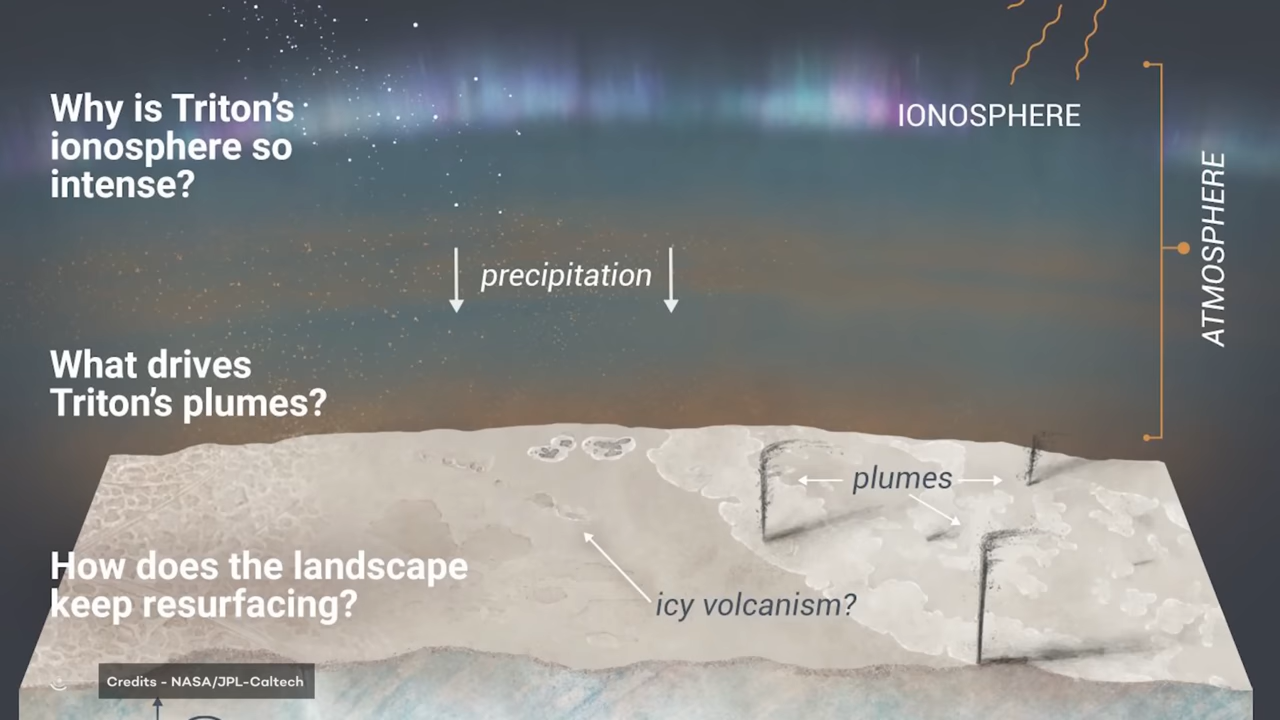 Why is Triton's
ionosphere so
intense?
IONOSPHERE
ATMOSPHERE
precipitation
What drives
Triton's plumes?
plumes
How does the landscape
keep resurfacing?
icy volcanism?
Credits - NASA/JPL-Caltech